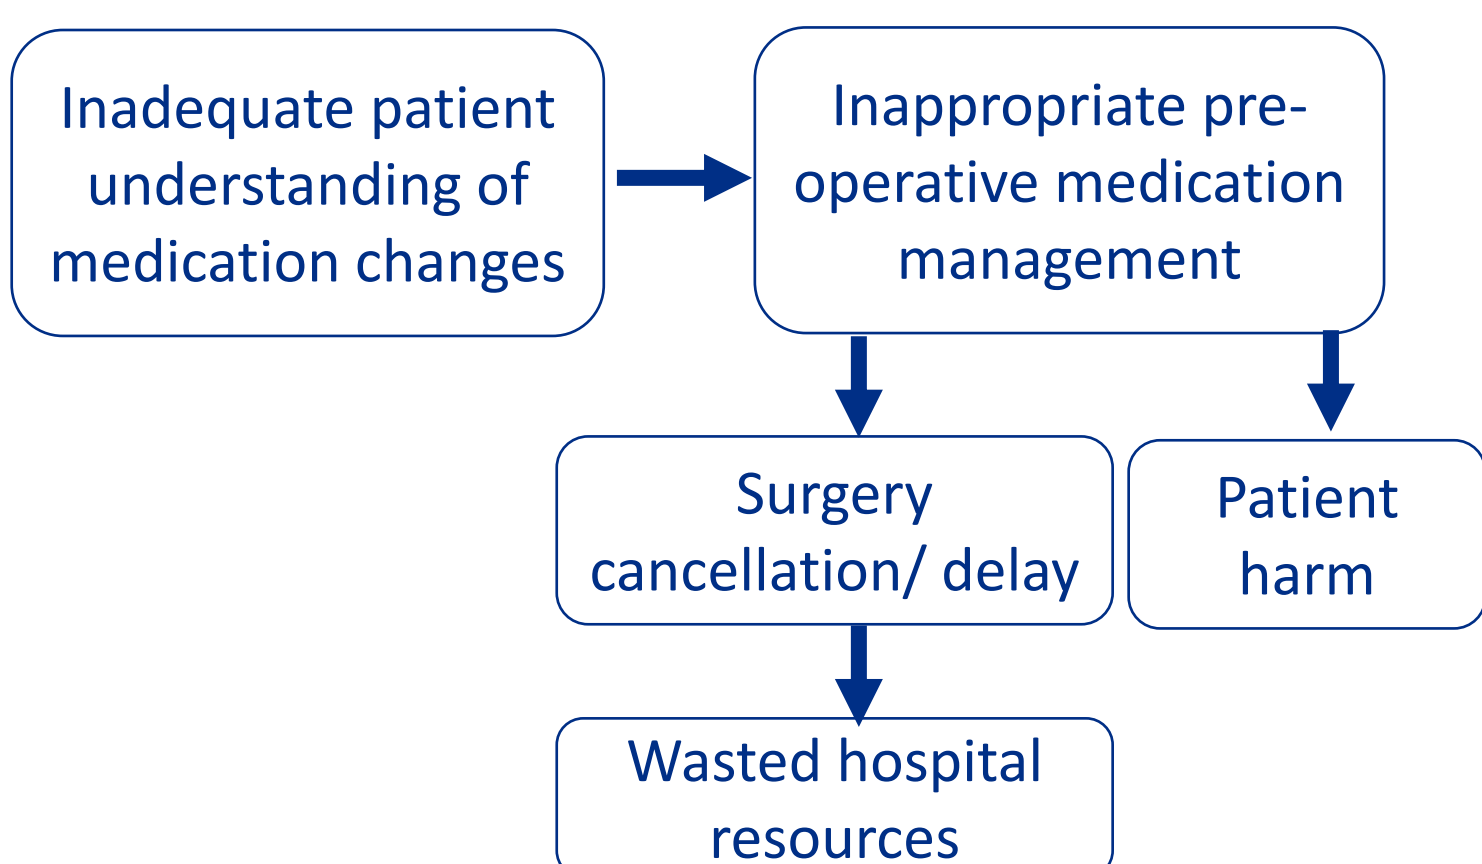 Inadequate patient
understanding of
medication changes
Inappropriate pre-
operative medication
management
Surgery
cancellation/ delay
Patient
harm
Wasted hospital
resources